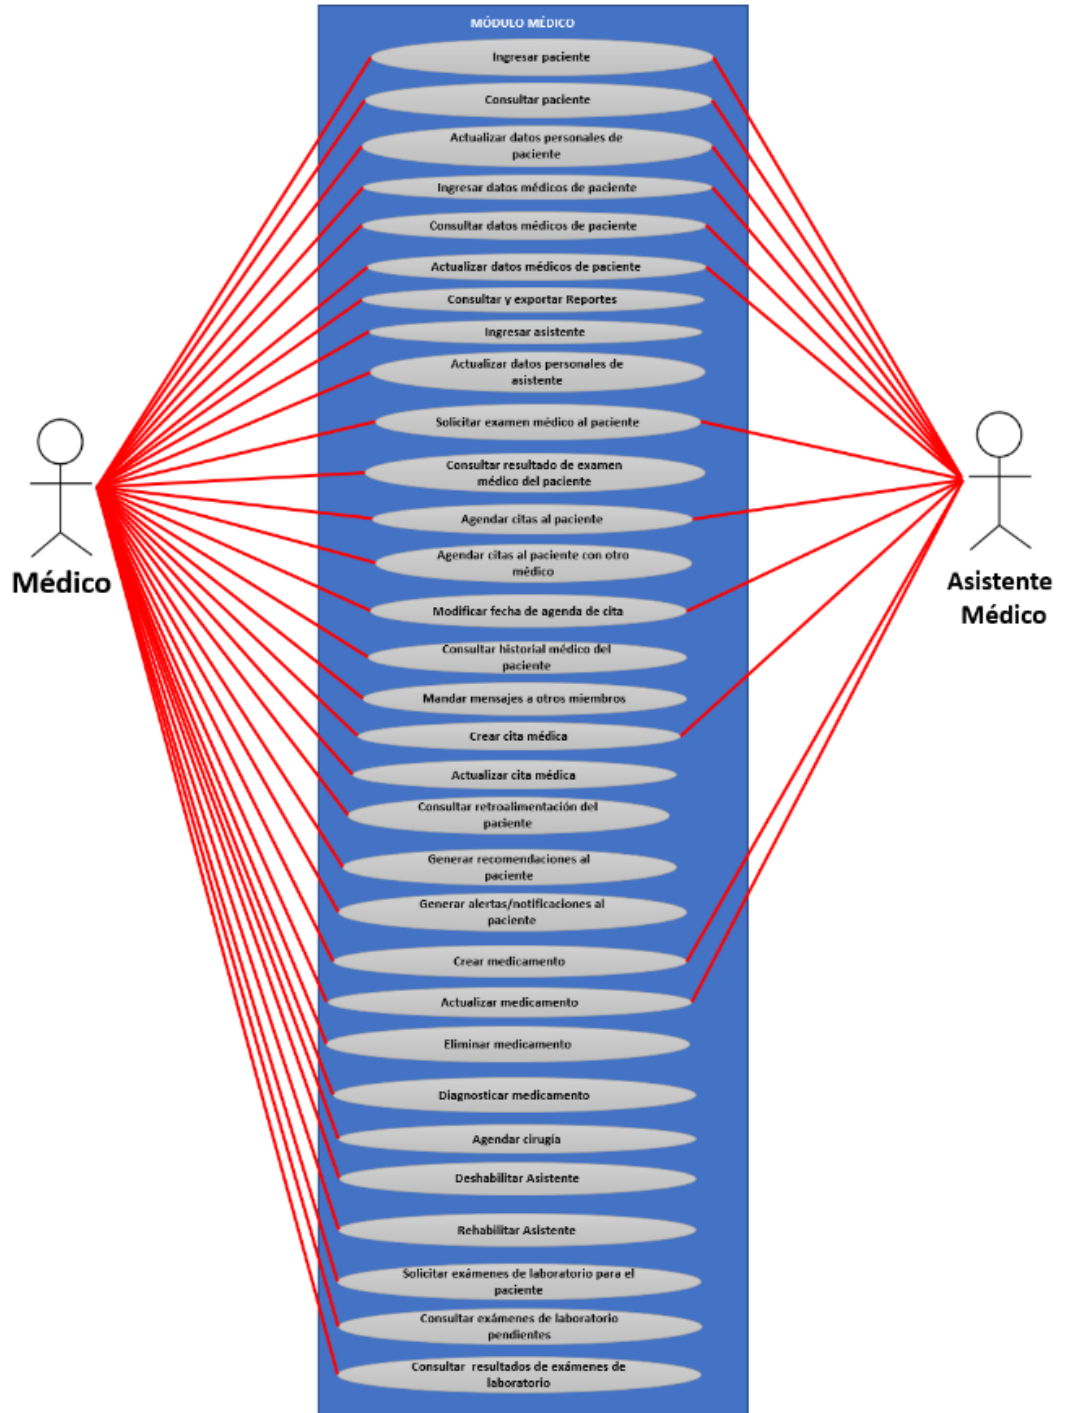 MÓDULO MÉDICO
Ingresar paciente
Consultar paciente
Actualizar datos personales de
paciente
Ingresar datos médicos de paciente
Consultar datos médicos de paciente
Actualizar datos médicos de paciente
Consultar y exportar Reportes
Ingresar asistente
Actualizar datos personales de
asistente
Solicitar examen médico al paciente
Consultar resultado de examen
médico del paciente
Agendar citas al paciente
Agendar citas al paciente con otro
médico
Modificar fecha de agenda de cita
Consultar historial médico del
paciente
Mandar mensajes a otros miembros
Crear cita médica
Actualizar cita médica
Consultar retroalimentación del
paciente
Generar recomendaciones al
paciente
Generar alertas/notificaciones al
paciente
Crear medicamento
Actualizar medicamento
Eliminar medicamento
Diagnosticar medicamento
Agendar cirugía
Deshabilitar Asistente
Rehabilitar Asistente
Solicitar exámenes de laboratorio para el
paciente
Consultar exámenes de laboratorio
pendientes
Consultar resultados de exámenes de
laboratorio
Médico
Asistente
Médico